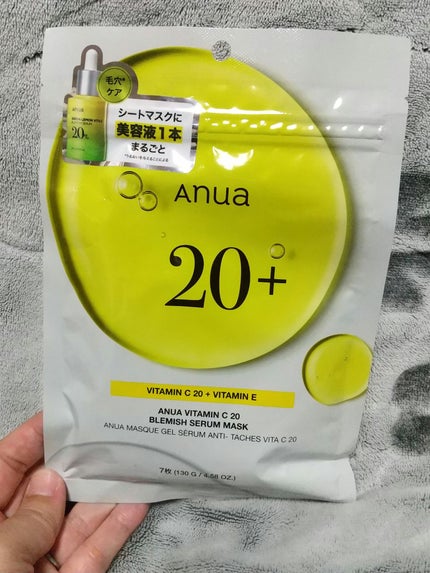 毛穴*
ケア
ANUA
20%
シートマスクに
美容液1本
まるごと
Anua
20+
VITAMIN C 20 + VITAMIN E
ANUA VITAMIN C 20
BLEMISH SERUM MASK
ANUA MASQUE GEL SÉRUM ANTI- TACHES VITA C 20
7枚 (130 G / 4.58 OZ.)